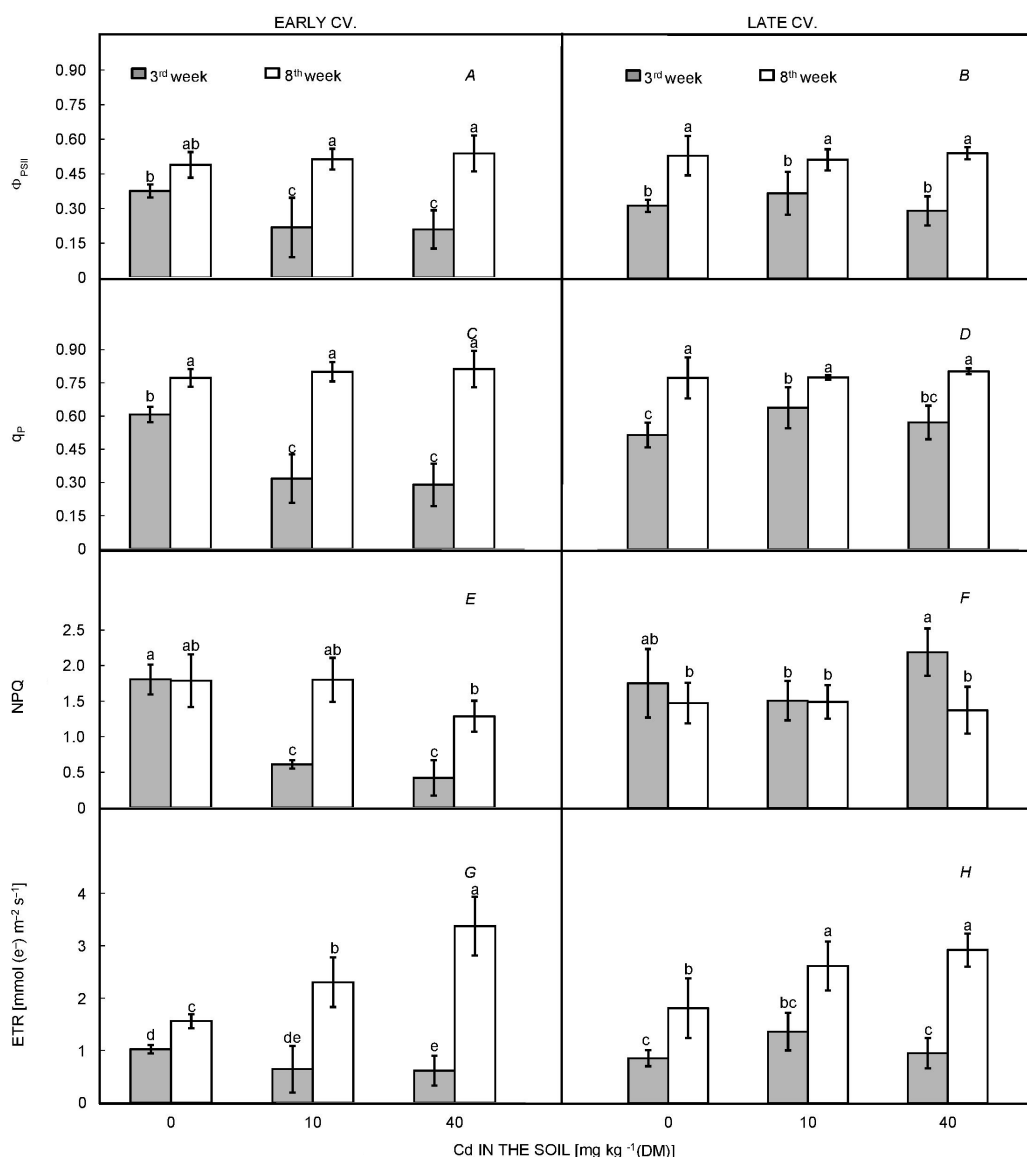 EARLY CV. LATE CV.
3rd week 8th week A 3rd week 8th week B
0.90
0.75
0.60
0.45
0.30
0.15
0
ΦPSII
b ab c a c a
b a b a b a
C D
0.90
0.75
0.60
0.45
0.30
0.15
0
qP
b a c a c a
c a b a bc a
E F
2.5
2.0
1.5
1.0
0.5
0
NPQ
a ab c ab c b
ab b b b a b
G H
4
3
2
1
0
ETR [mmol (e–) m–2 s–1]
d c de b e a
c b bc a c a
0 10 40 0 10 40
Cd IN THE SOIL [mg kg -1(DM)]